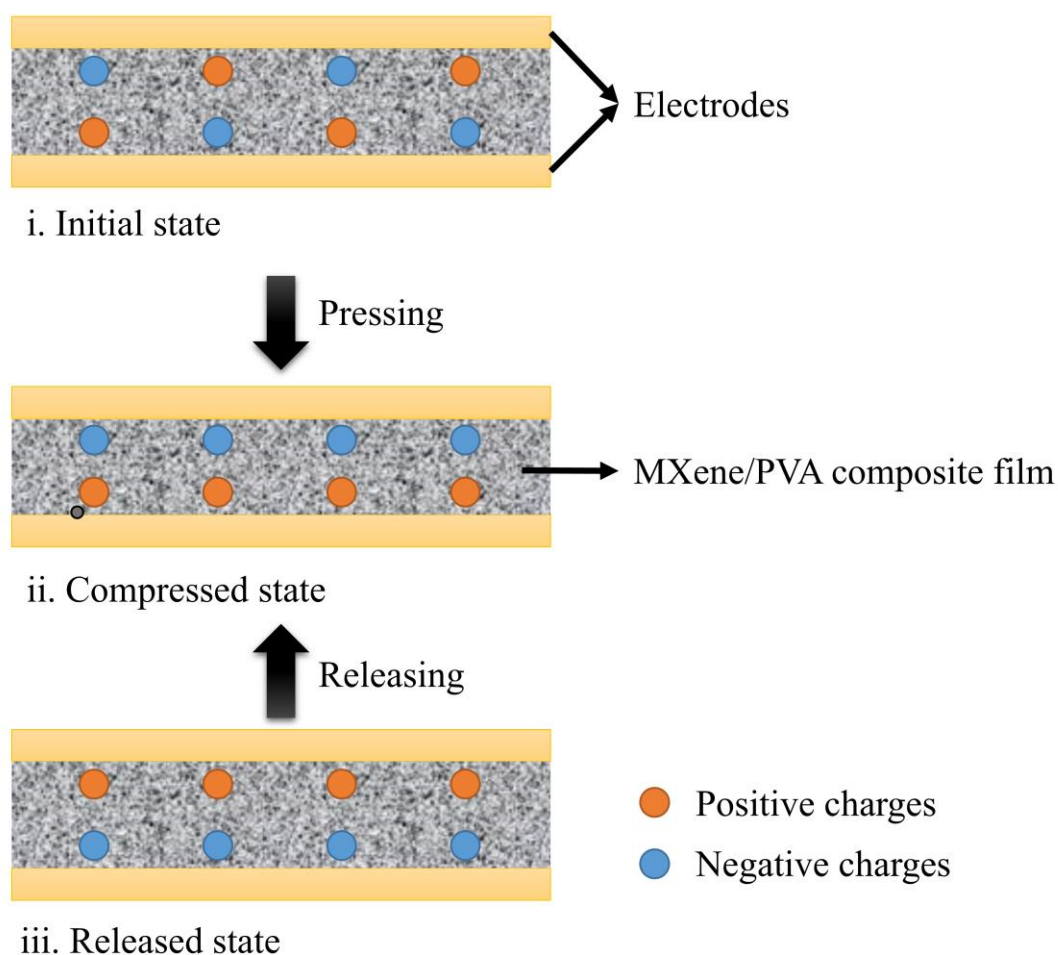 Electrodes
i. Initial state
Pressing
MXene/PVA composite film
ii. Compressed state
Releasing
Positive charges
Negative charges
iii. Released state